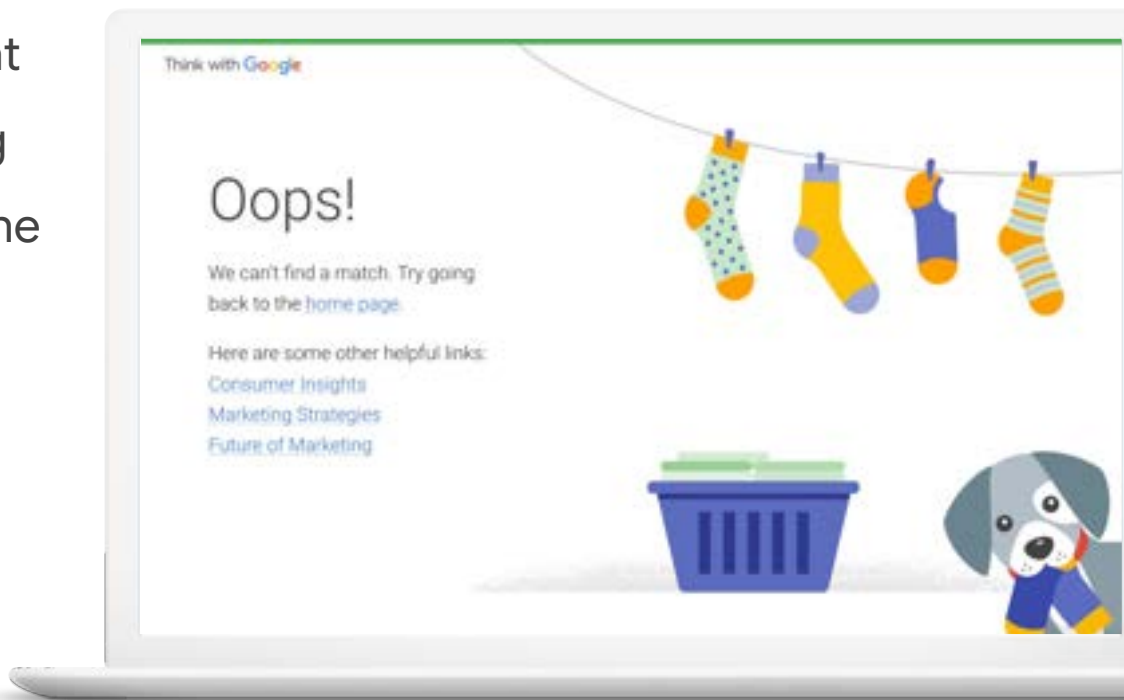 Think with Google
Oops!
We can't find a match. Try going
back to the home page.
Here are some other helpful links:
Consumer Insights
Marketing Strategies
Future of Marketing